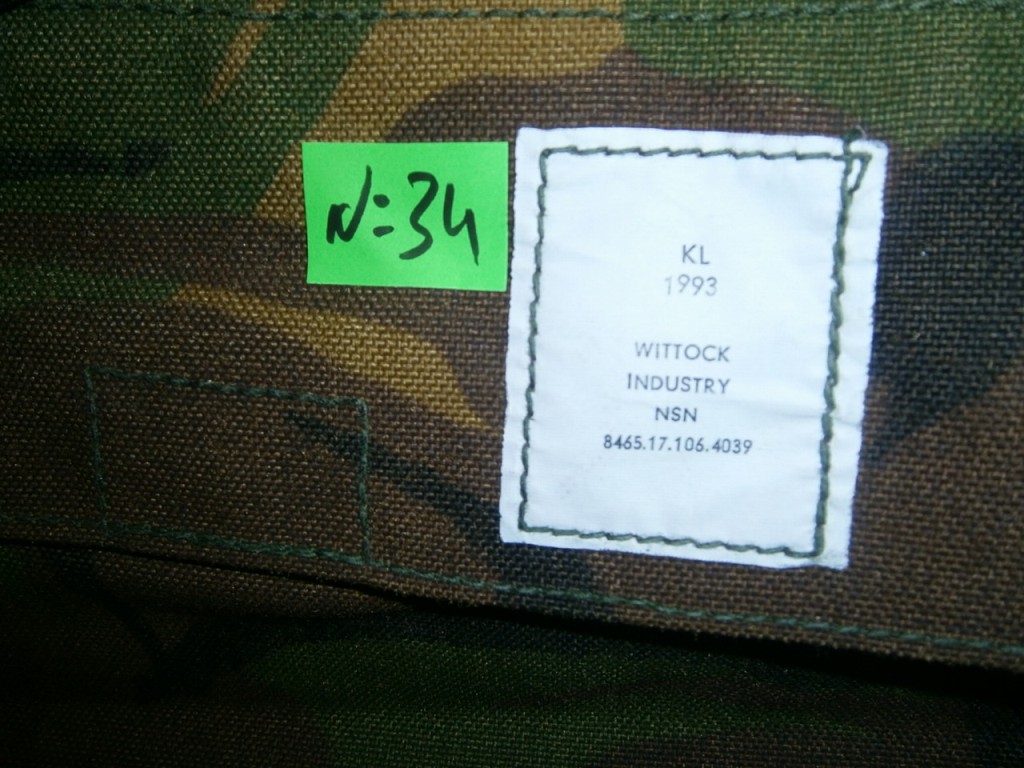 N:34
KL
1993
WITTOCK
INDUSTRY
NSN
8465.17.106.4039